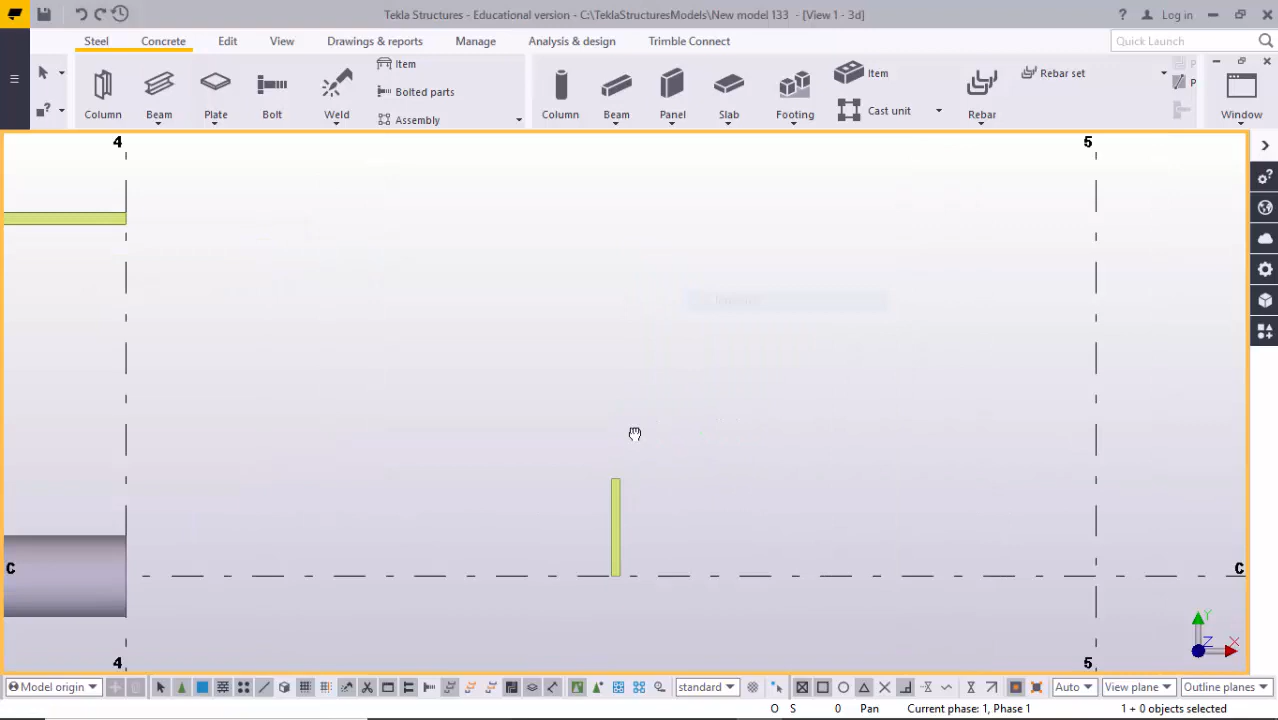 Tekla Structures - Educational version - C:\TeklaStructuresModels\New model 133 - [View 1 - 3d]
? Log in
Steel Concrete Edit View Drawings & reports Manage Analysis & design Trimble Connect
Quick Launch
Item
Bolted parts
Assembly
Column Beam Plate Bolt Weld
Column Beam Panel Slab Footing
Item
Cast unit
Rebar
Rebar set
P
P
Window
4 5
C C
4 5
Y
Z X
Model origin
standard
Auto
View plane
Outline planes
O S 0 Pan Current phase: 1, Phase 1 1 + 0 objects selected